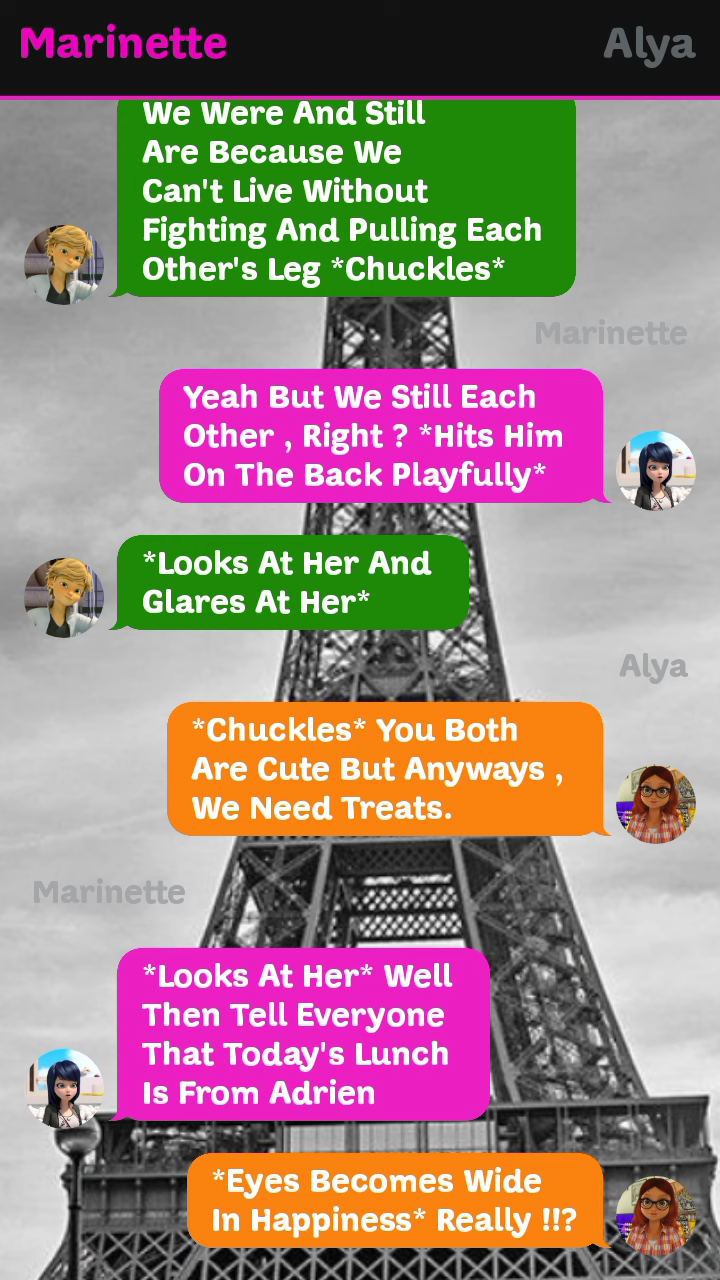 Marinette
Alya
We Were And Still
Are Because We
Can't Live Without
Fighting And Pulling Each
Other's Leg *Chuckles*
Marinette
Yeah But We Still Each
Other , Right ? *Hits Him
On The Back Playfully*
*Looks At Her And
Glares At Her*
Alya
*Chuckles* You Both
Are Cute But Anyways ,
We Need Treats.
Marinette
*Looks At Her* Well
Then Tell Everyone
That Today's Lunch
Is From Adrien
*Eyes Becomes Wide
In Happiness* Really !!?